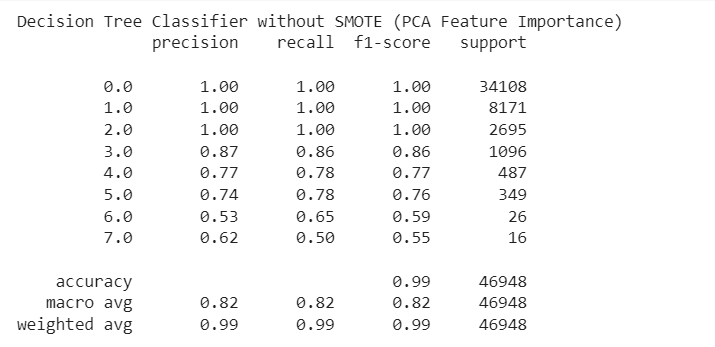 Decision Tree Classifier without SMOTE (PCA Feature Importance)
precision recall f1-score support
0.0 1.00 1.00 1.00 34108
1.0 1.00 1.00 1.00 8171
2.0 1.00 1.00 1.00 2695
3.0 0.87 0.86 0.86 1096
4.0 0.77 0.78 0.77 487
5.0 0.74 0.78 0.76 349
6.0 0.53 0.65 0.59 26
7.0 0.62 0.50 0.55 16
accuracy 0.99 46948
macro avg 0.82 0.82 0.82 46948
weighted avg 0.99 0.99 0.99 46948